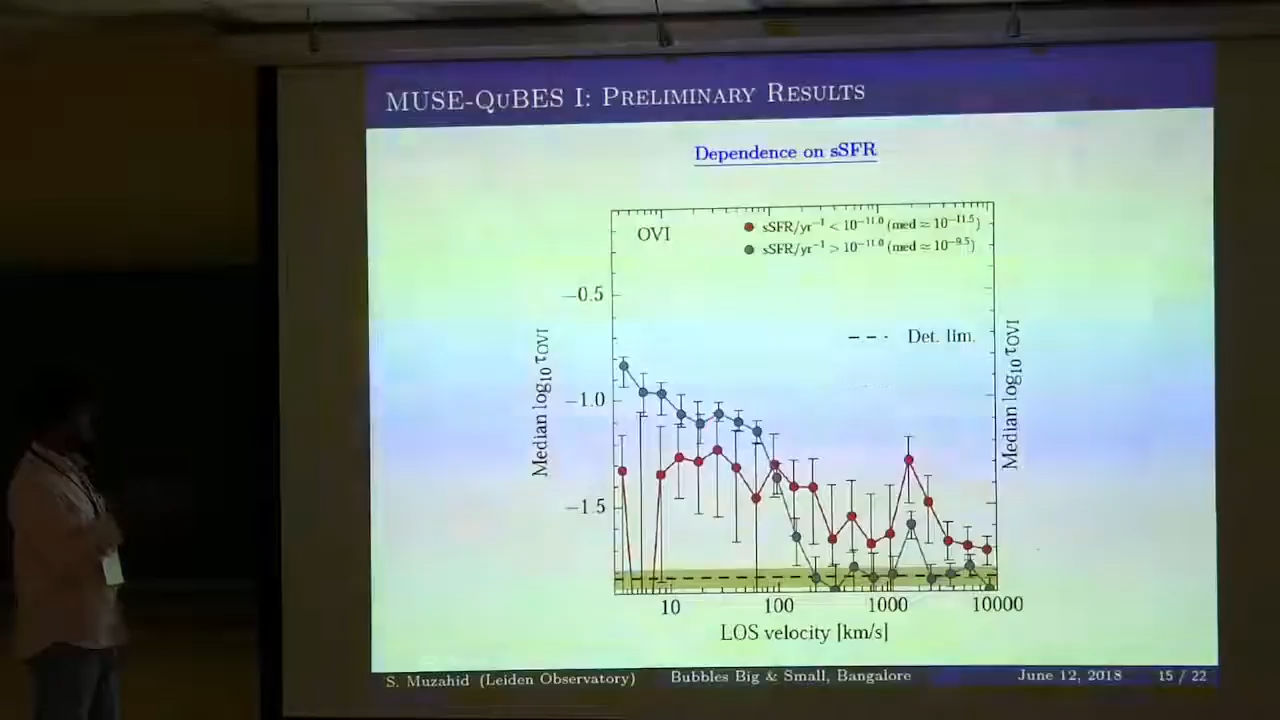 MUSE-QuBES I: Preliminary Results
Dependence on sSFR
OVI
sSFR/yr⁻¹ < 10⁻¹¹·⁰ (med ≈ 10⁻¹¹·⁵)
sSFR/yr⁻¹ > 10⁻¹¹·⁰ (med ≈ 10⁻⁹·⁵)
Det. lim.
−0.5
−1.0
−1.5
Median log₁₀ τOVI
Median log₁₀ τOVI
10 100 1000 10000
LOS velocity [km/s]
S. Muzahid (Leiden Observatory) Bubbles Big & Small, Bangalore June 12, 2018 15 / 22